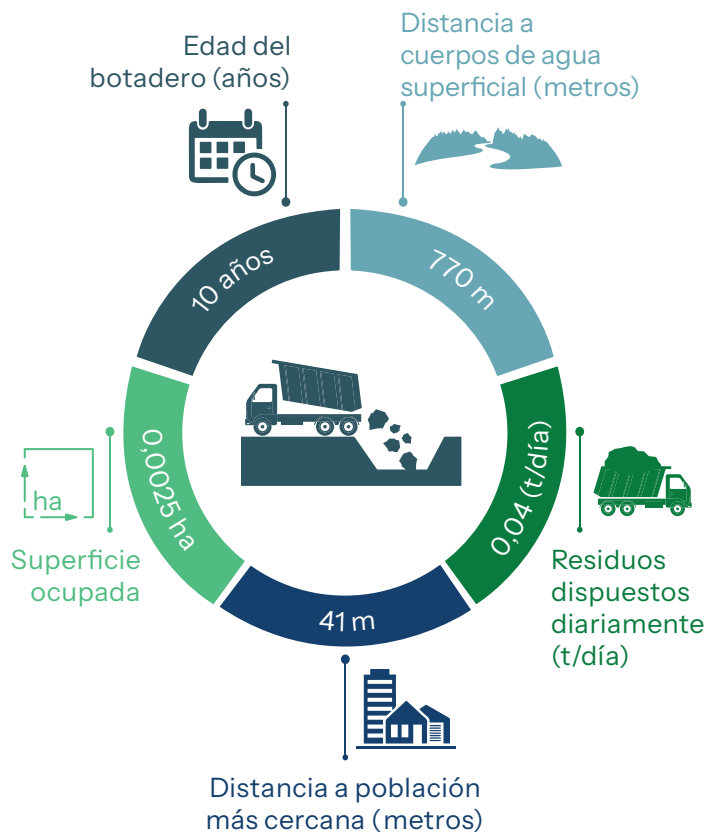 Edad del
botadero (años)
Distancia a
cuerpos de agua
superficial (metros)
10 años
770 m
0,0025 ha
0,04 (t/día)
41 m
ha
Superficie
ocupada
Residuos
dispuestos
diariamente
(t/día)
Distancia a población
más cercana (metros)